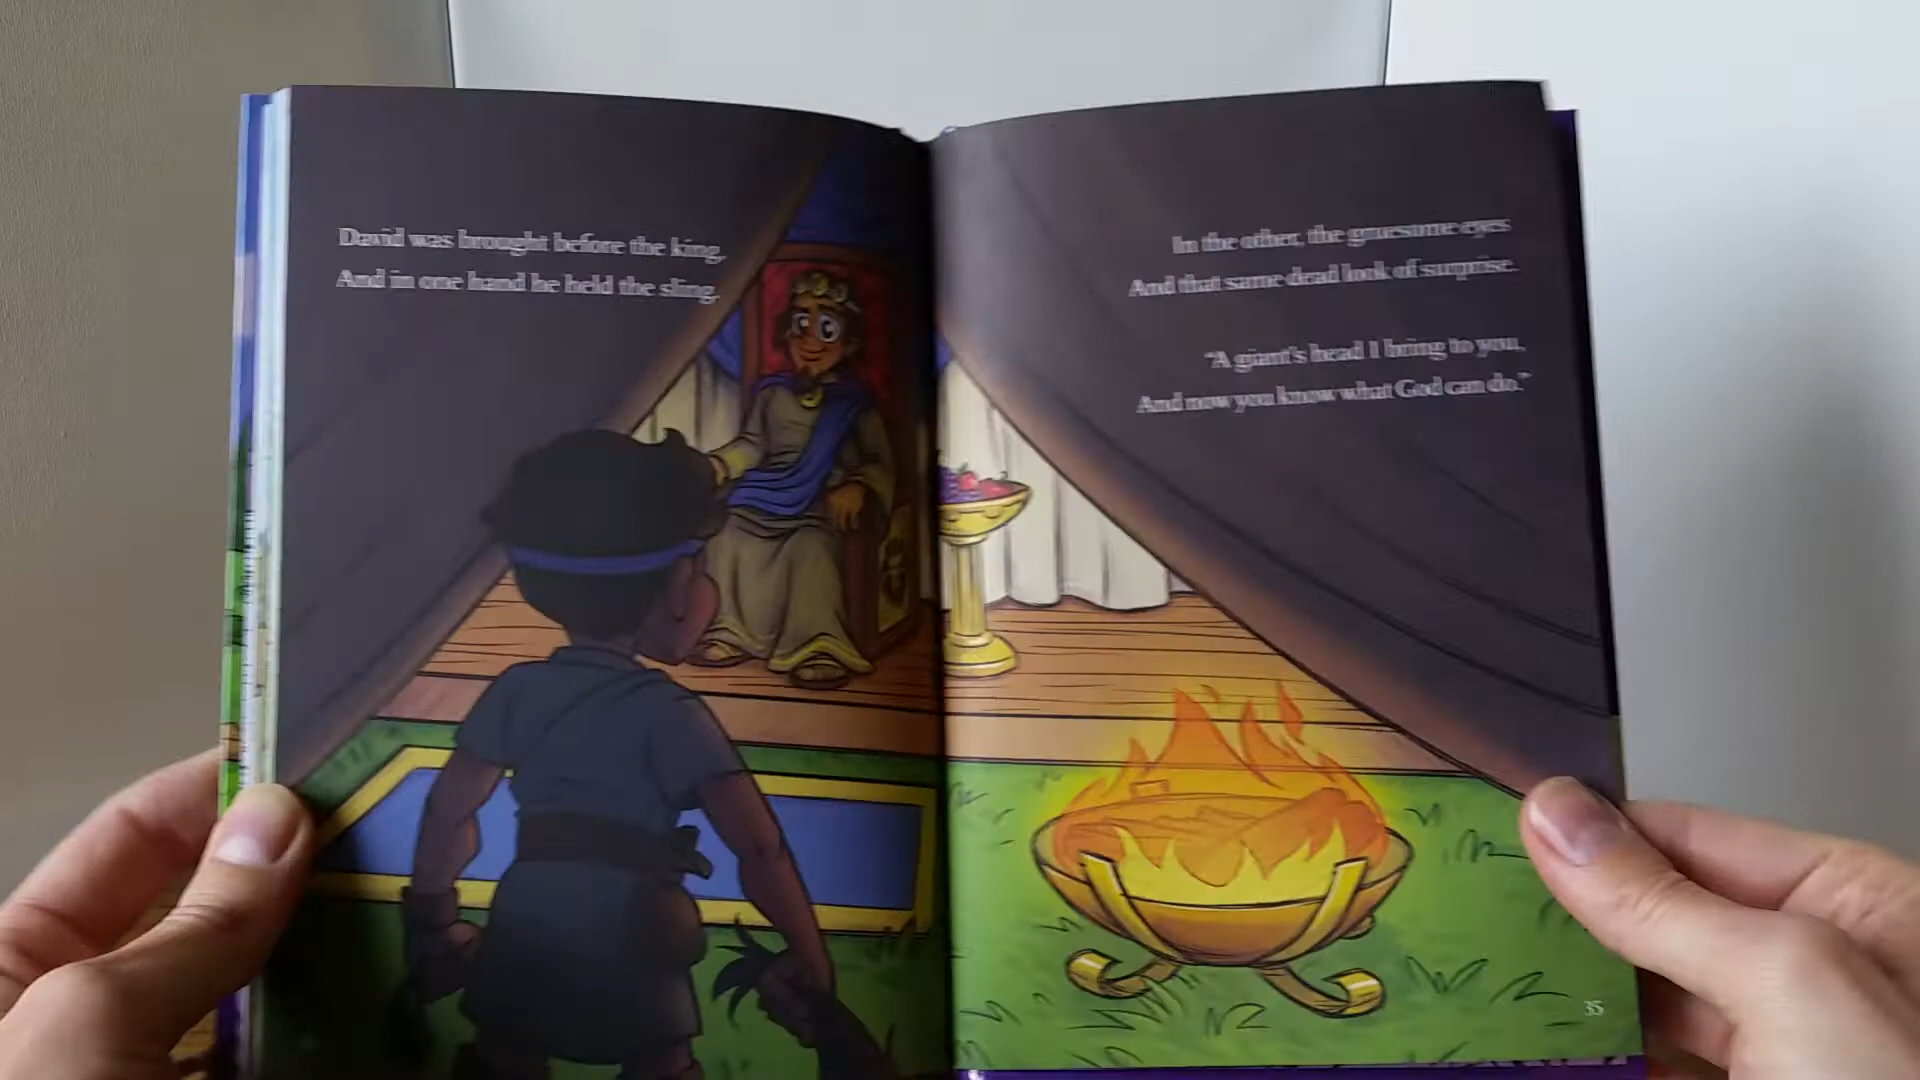 David was brought before the king,
And in one hand he held the sling,
In the other, the gruesome eyes
And that same dead look of surprise.
"A giant's head I bring to you,
And now you know what God can do."
35